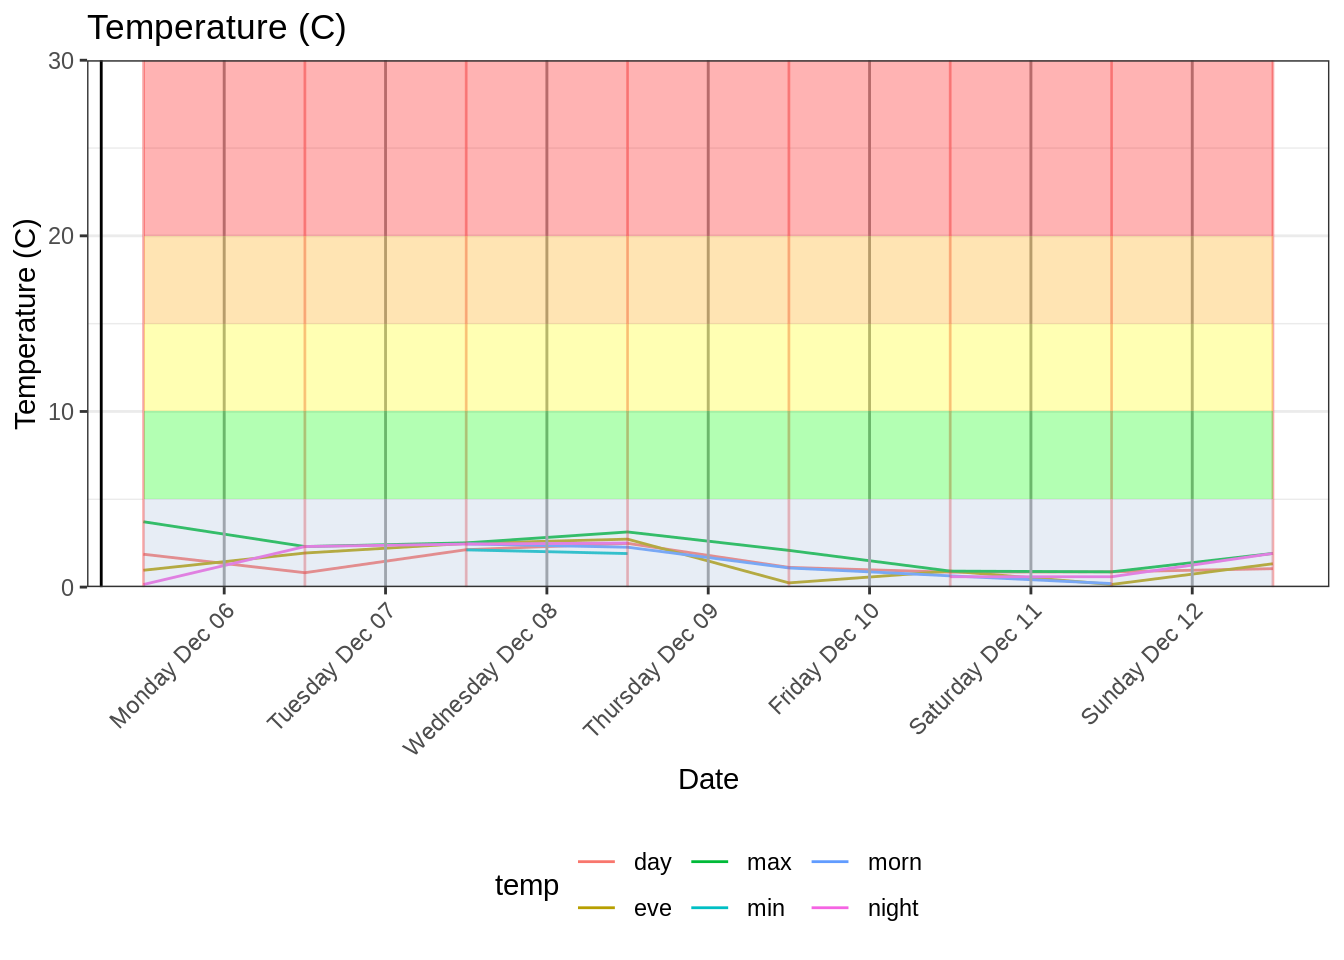 Temperature (C)
Temperature (C)
30
20
10
0
Monday Dec 06
Tuesday Dec 07
Wednesday Dec 08
Thursday Dec 09
Friday Dec 10
Saturday Dec 11
Sunday Dec 12
Date
temp
day
max
morn
eve
min
night